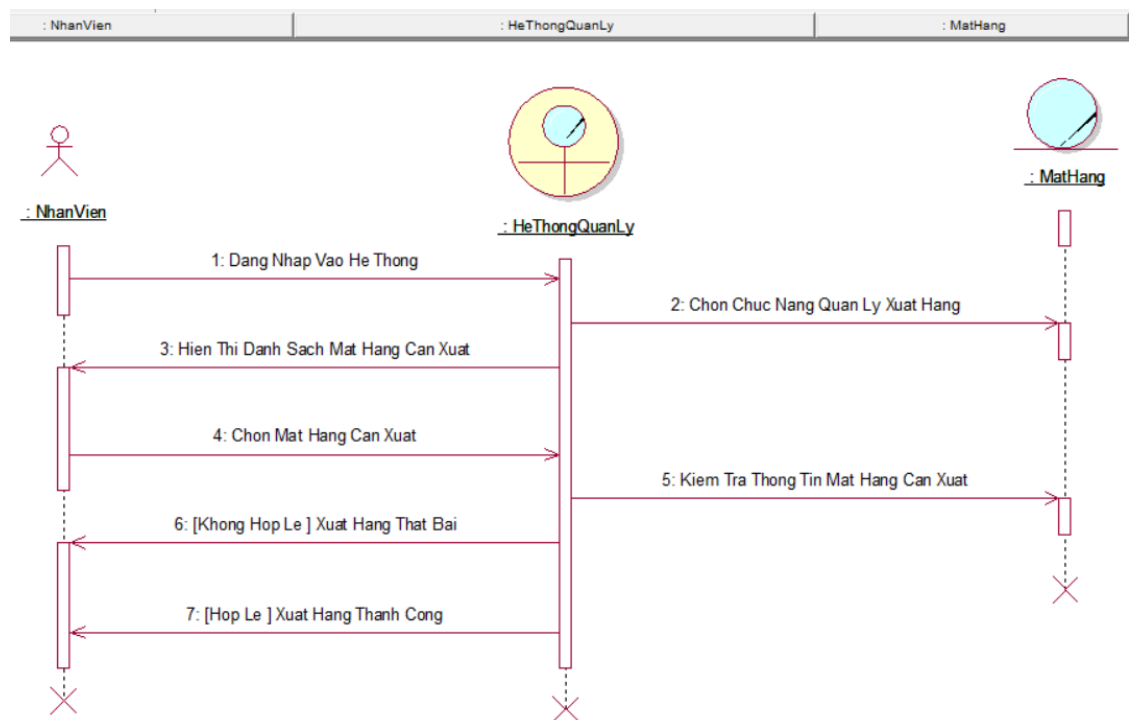 : NhanVien
: HeThongQuanLy
: MatHang
: NhanVien
: HeThongQuanLy
: MatHang
1: Dang Nhap Vao He Thong
2: Chon Chuc Nang Quan Ly Xuat Hang
3: Hien Thi Danh Sach Mat Hang Can Xuat
4: Chon Mat Hang Can Xuat
5: Kiem Tra Thong Tin Mat Hang Can Xuat
6: [Khong Hop Le ] Xuat Hang That Bai
7: [Hop Le ] Xuat Hang Thanh Cong